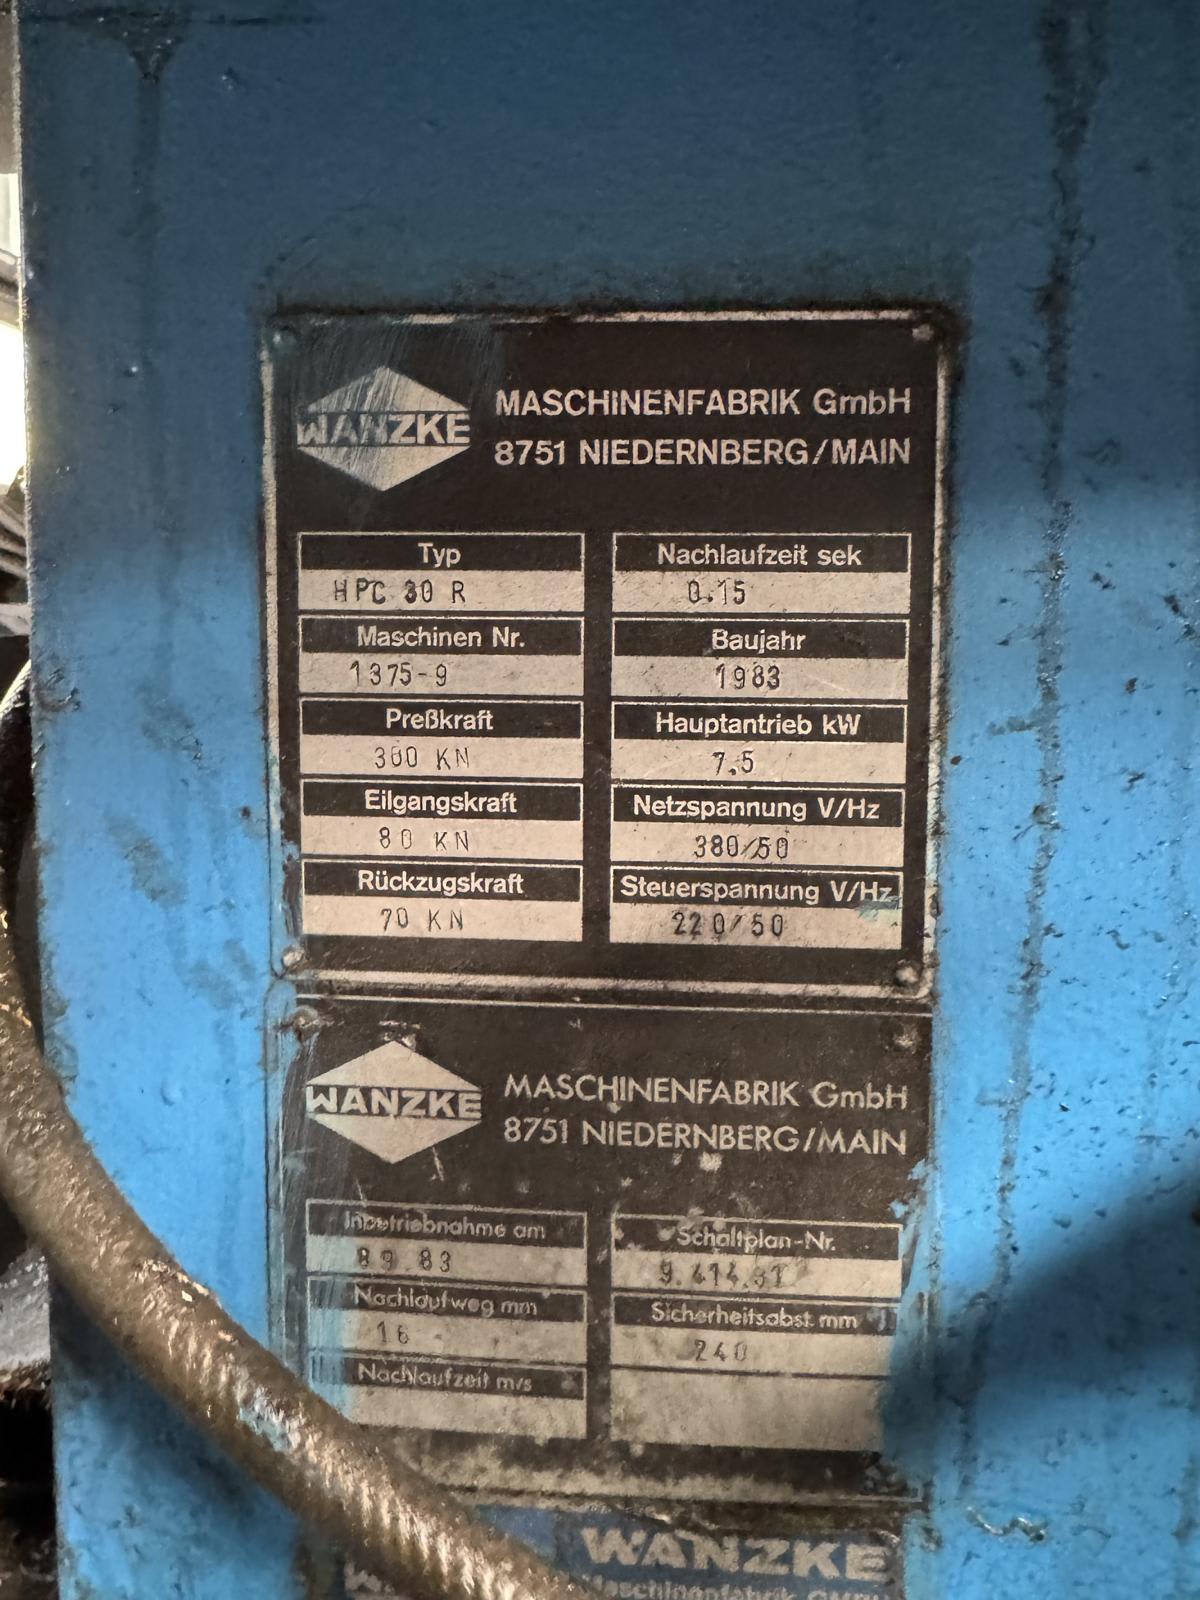 WANZKE
MASCHINENFABRIK GmbH
8751 NIEDERNBERG/MAIN
Typ
HPC 30 R
Maschinen Nr.
1375-9
Preßkraft
300 KN
Eilgangskraft
80 KN
Rückzugskraft
70 KN
Nachlaufzeit sek
0.15
Baujahr
1983
Hauptantrieb kW
7.5
Netzspannung V/Hz
380/50
Steuerspannung V/Hz
220/50
WANZKE
MASCHINENFABRIK GmbH
8751 NIEDERNBERG/MAIN
Inbetriebnahme am
83
Nachlaufweg mm
16
Nachlaufzeit m/s
Schaltplan-Nr.
Sicherheitsabst. mm
240
WANZKE
Maschinenfabrik